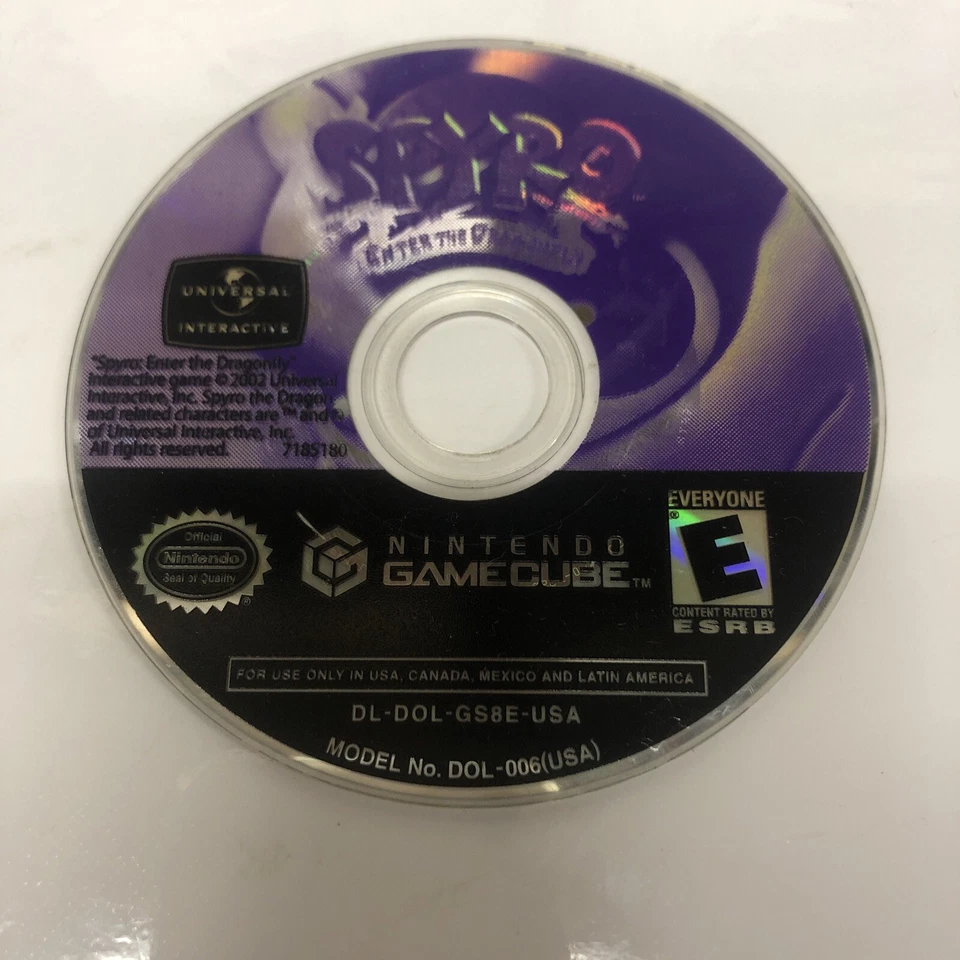 SPYRO™
ENTER THE DRAGONFLY
UNIVERSAL
INTERACTIVE
"Spyro: Enter the Dragonfly"
interactive game © 2002 Universal
Interactive, Inc. Spyro the Dragon
and related characters are ™ and ®
of Universal Interactive, Inc.
All rights reserved. 7185180
Official
Nintendo
Seal of Quality
®
NINTENDO
GAMECUBE™
EVERYONE
®
E
CONTENT RATED BY
ESRB
FOR USE ONLY IN USA, CANADA, MEXICO AND LATIN AMERICA
DL-DOL-GS8E-USA
MODEL No. DOL-006(USA)